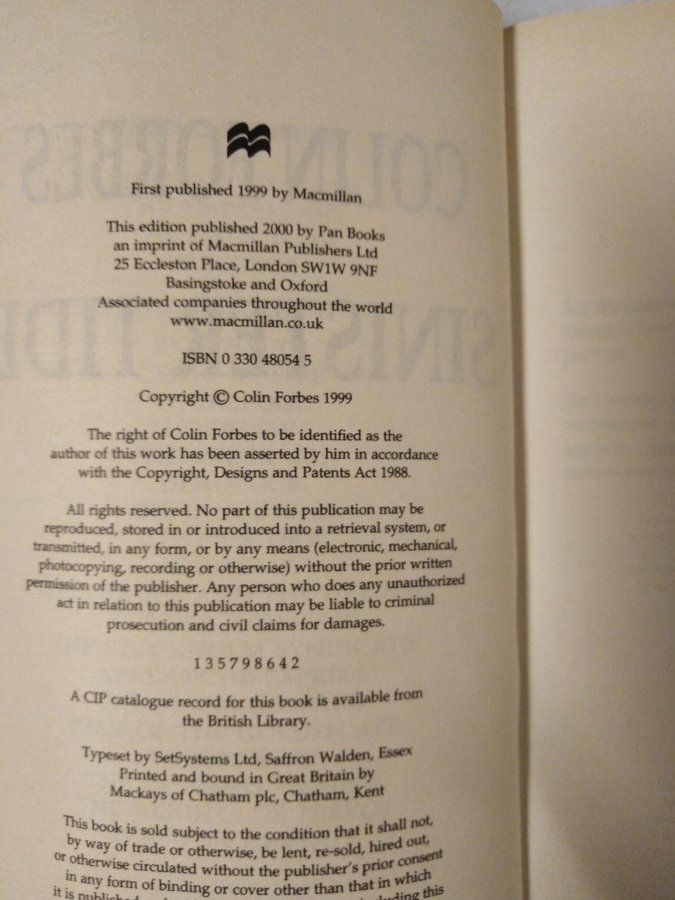 First published 1999 by Macmillan
This edition published 2000 by Pan Books
an imprint of Macmillan Publishers Ltd
25 Eccleston Place, London SW1W 9NF
Basingstoke and Oxford
Associated companies throughout the world
www.macmillan.co.uk
ISBN 0 330 48054 5
Copyright © Colin Forbes 1999
The right of Colin Forbes to be identified as the
author of this work has been asserted by him in accordance
with the Copyright, Designs and Patents Act 1988.
All rights reserved. No part of this publication may be
reproduced, stored in or introduced into a retrieval system, or
transmitted, in any form, or by any means (electronic, mechanical,
photocopying, recording or otherwise) without the prior written
permission of the publisher. Any person who does any unauthorized
act in relation to this publication may be liable to criminal
prosecution and civil claims for damages.
1 3 5 7 9 8 6 4 2
A CIP catalogue record for this book is available from
the British Library.
Typeset by SetSystems Ltd, Saffron Walden, Essex
Printed and bound in Great Britain by
Mackays of Chatham plc, Chatham, Kent
This book is sold subject to the condition that it shall not,
by way of trade or otherwise, be lent, re-sold, hired out,
or otherwise circulated without the publisher's prior consent
in any form of binding or cover other than that in which
it is published including this
COLIN FORBES
SINISTER TIDE